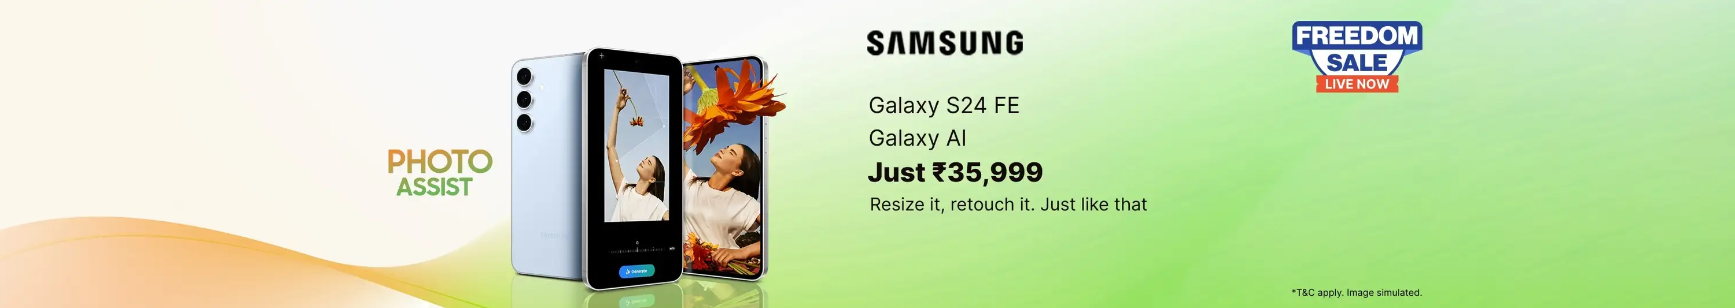 PHOTO
ASSIST
Generate
SAMSUNG
Galaxy S24 FE
Galaxy AI
Just ₹35,999
Resize it, retouch it. Just like that
FREEDOM
SALE
LIVE NOW
*T&C apply. Image simulated.